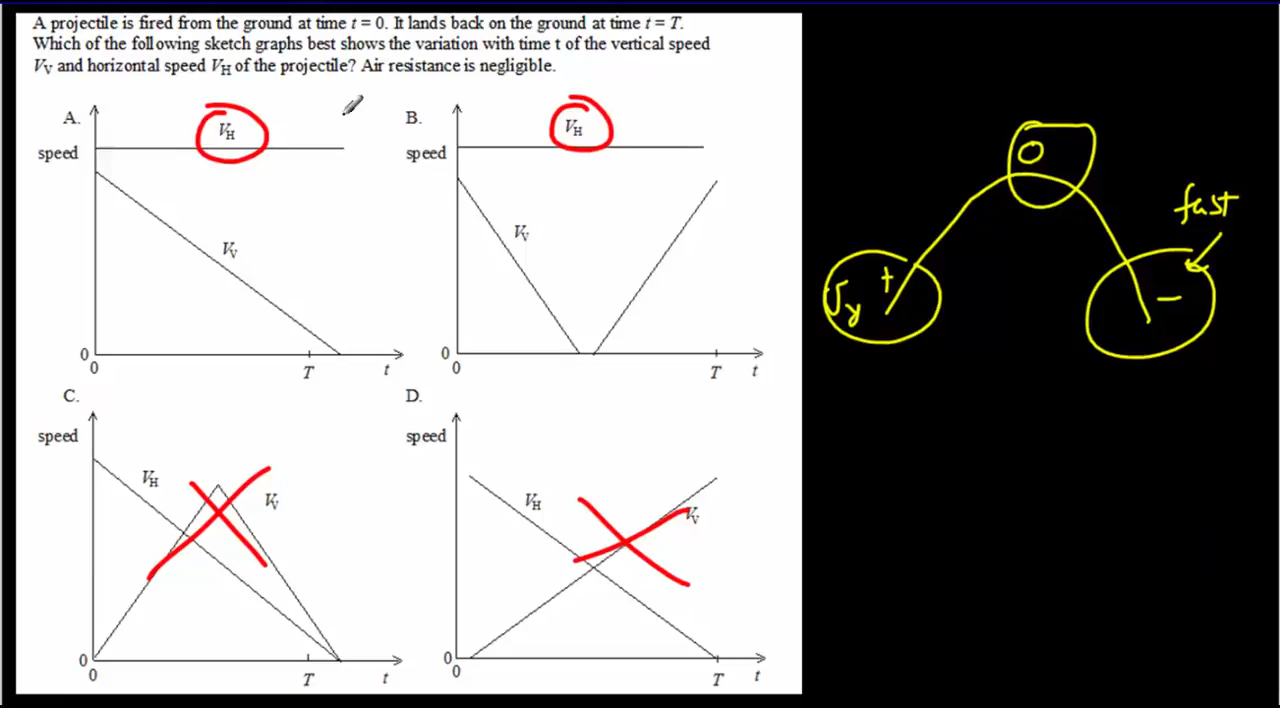 A projectile is fired from the ground at time t = 0. It lands back on the ground at time t = T.
Which of the following sketch graphs best shows the variation with time t of the vertical speed
VV and horizontal speed VH of the projectile? Air resistance is negligible.
A.
speed
VH
VV
0
0
T
t
B.
speed
VH
VV
0
0
T
t
C.
speed
VH
VV
0
0
T
t
D.
speed
VH
VV
0
0
T
t
0
fast
Vy +
−